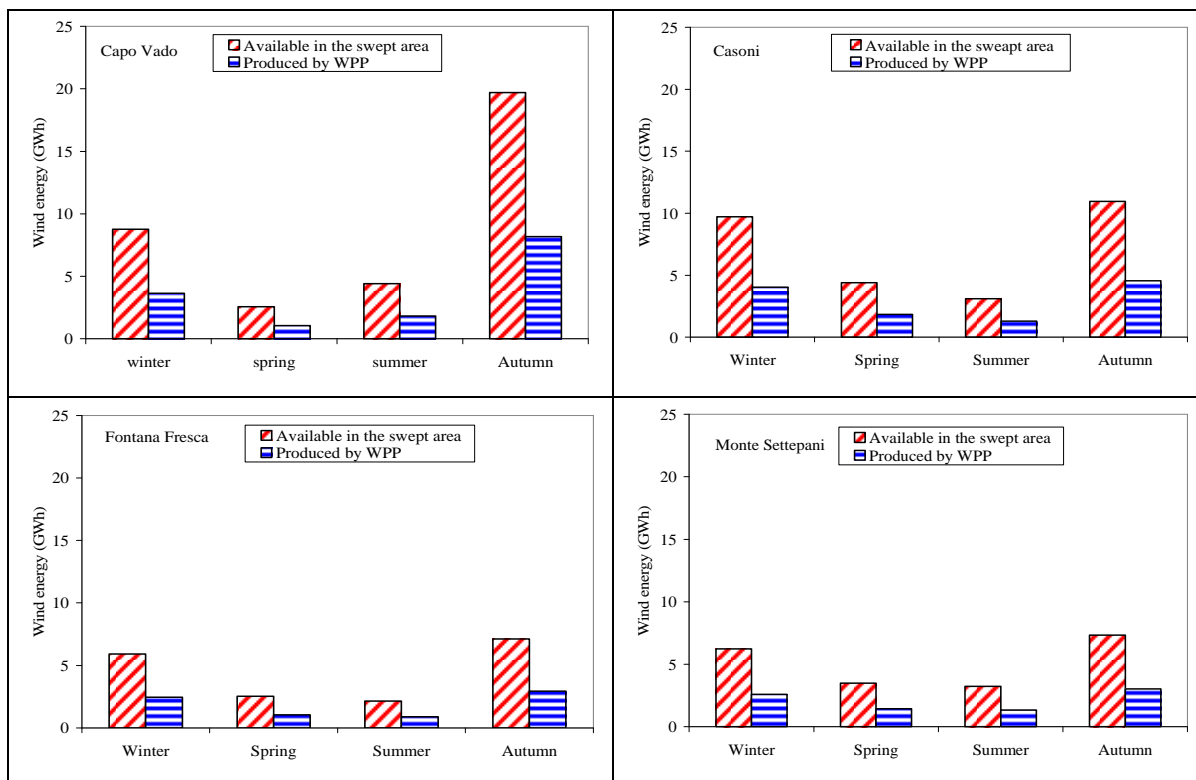 Capo Vado
Available in the swept area
Produced by WPP
Wind energy (GWh)
25
20
15
10
5
0
winter spring summer Autumn
Casoni
Available in the sweapt area
Produced by WPP
Wind energy (GWh)
25
20
15
10
5
0
Winter Spring Summer Autumn
Fontana Fresca
Available in the swept area
Produced by WPP
Wind energy (GWh)
25
20
15
10
5
0
Winter Spring Summer Autumn
Monte Settepani
Available in the swept area
Produced by WPP
Wind energy (GWh)
25
20
15
10
5
0
Winter Spring Summer Autumn